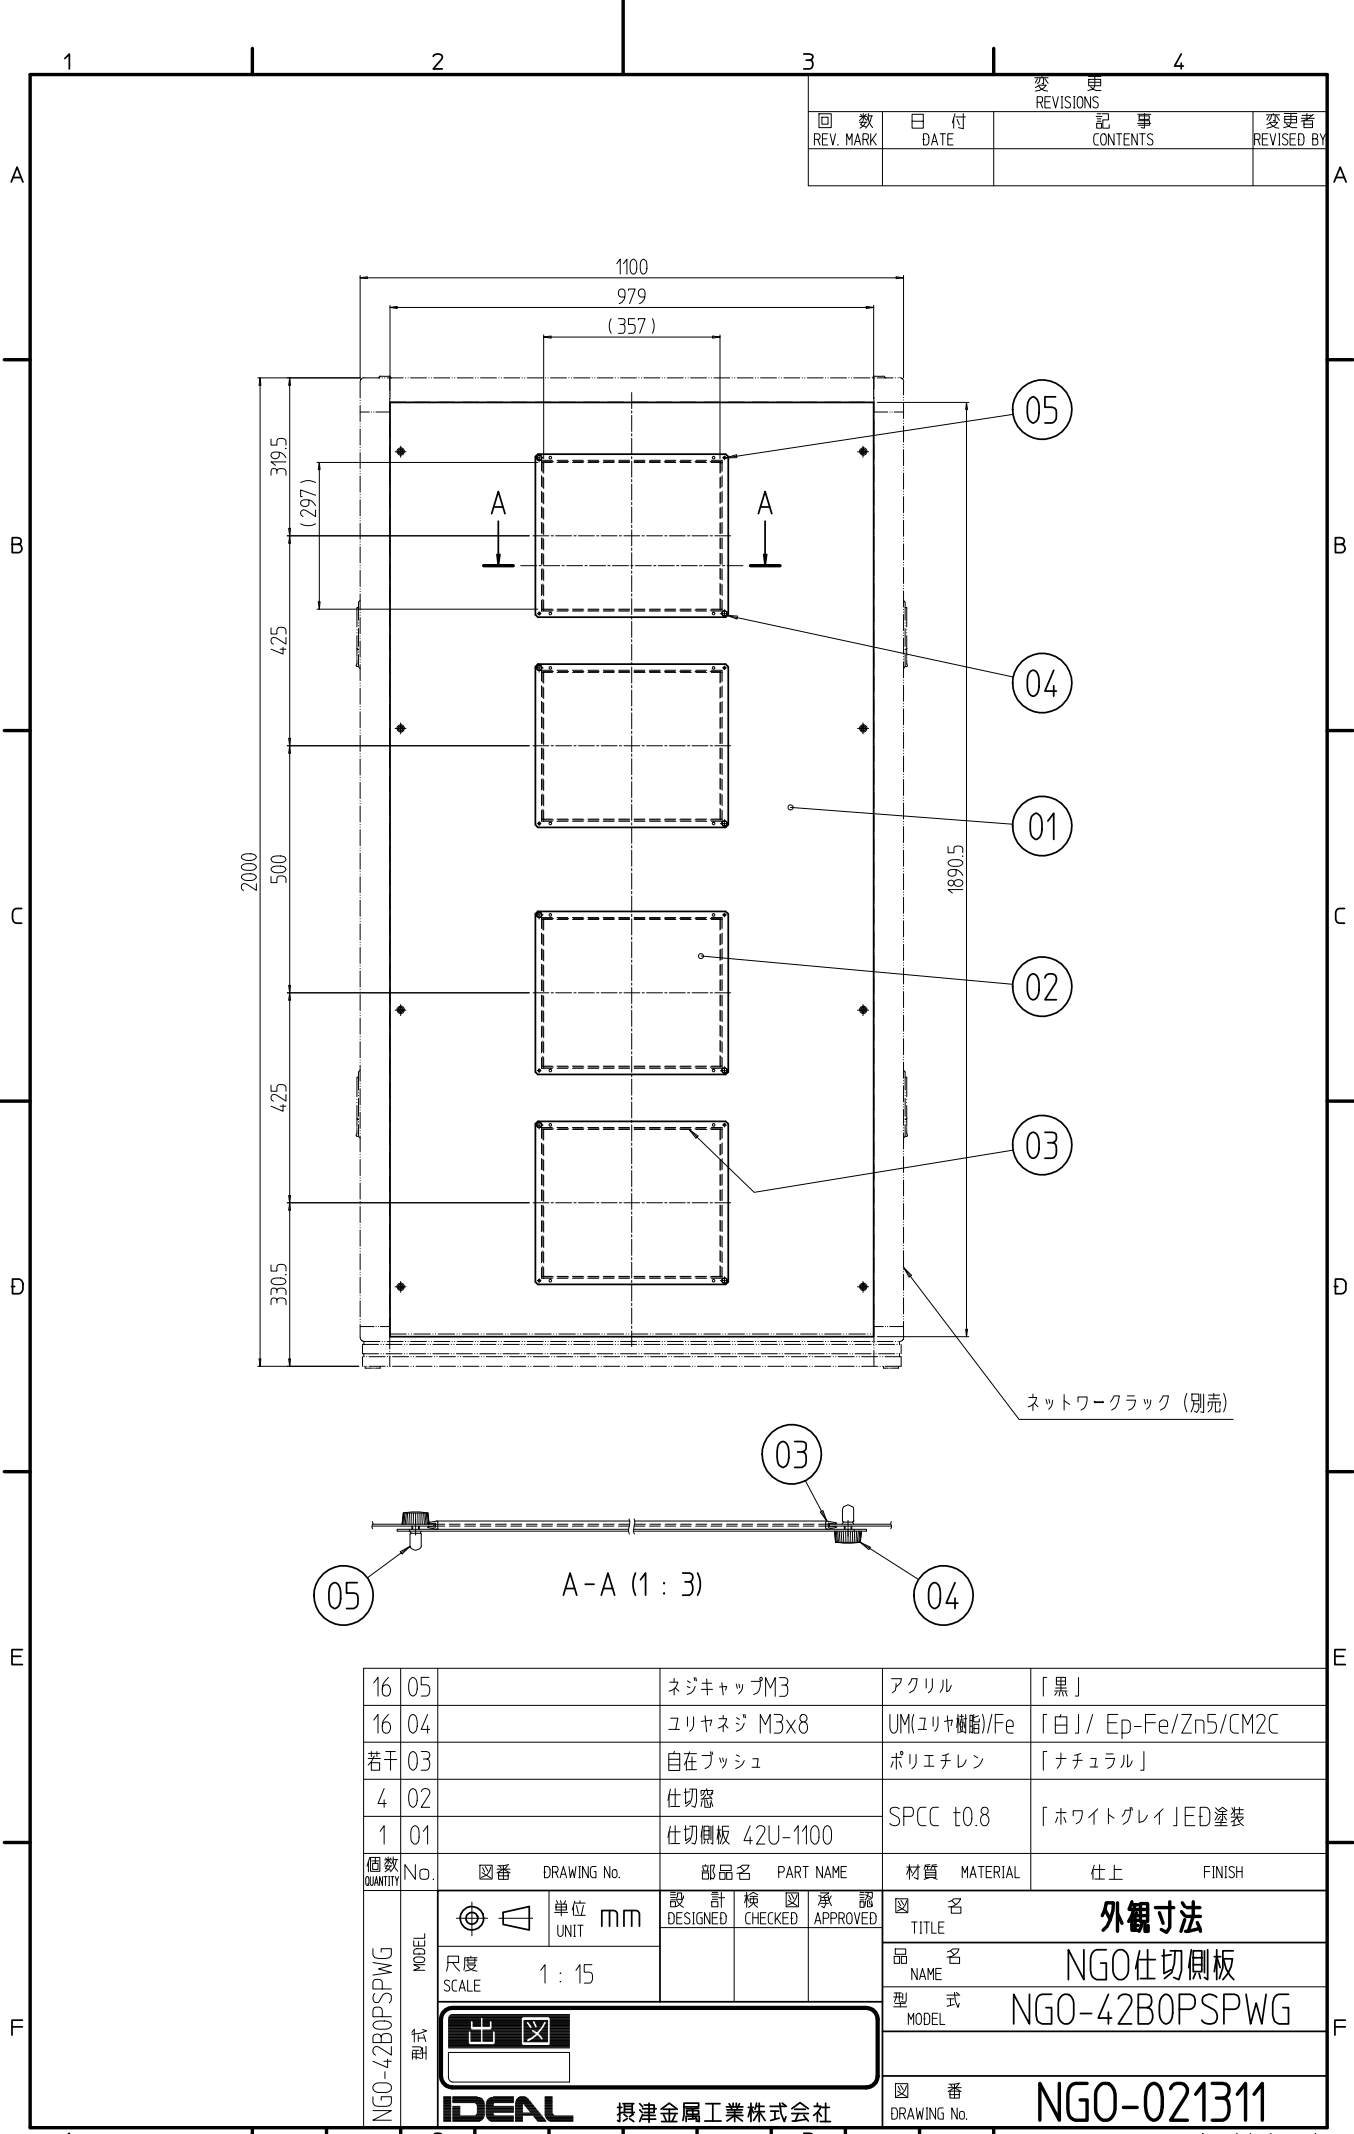 1 2 3 4
変更
REVISIONS
回数 日付 記事 変更者
REV. MARK DATE CONTENTS REVISED BY
A A
1100
979
(357)
05
319.5
(297)
A A
B B
425
04
01
2000
500
1890.5
C C
02
425
03
D D
330.5
ネットワークラック (別売)
03
05
A-A (1 : 3)
04
E E
16 05 ネジキャップM3 アクリル 「黒」
16 04 ユリヤネジ M3x8 UM(ユリヤ樹脂)/Fe 「白」/ Ep-Fe/Zn5/CM2C
若干 03 自在ブッシュ ポリエチレン 「ナチュラル」
4 02 仕切窓 SPCC t0.8 「ホワイトグレイ」ED塗装
1 01 仕切側板 42U-1100
個数 No. 図番 DRAWING No. 部品名 PART NAME 材質 MATERIAL 仕上 FINISH
QUANTITY
NGO-42B0PSPWG
MODEL
型式
単位
UNIT
mm
設計 検図 承認
DESIGNED CHECKED APPROVED
尺度
SCALE
1 : 15
図名
TITLE
外観寸法
品名
NAME
NGO仕切側板
型式
MODEL
NGO-42B0PSPWG
F F
出図
IDEAL 摂津金属工業株式会社
図番
DRAWING No.
NGO-021311